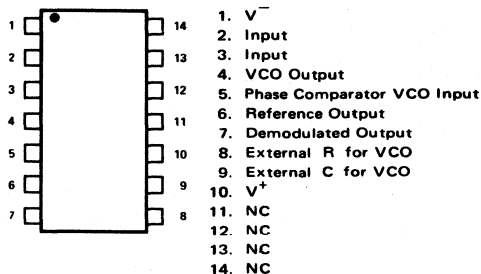 1 14
2 13
3 12
4 11
5 10
6 9
7 8
1. V⁻
2. Input
3. Input
4. VCO Output
5. Phase Comparator VCO Input
6. Reference Output
7. Demodulated Output
8. External R for VCO
9. External C for VCO
10. V⁺
11. NC
12. NC
13. NC
14. NC